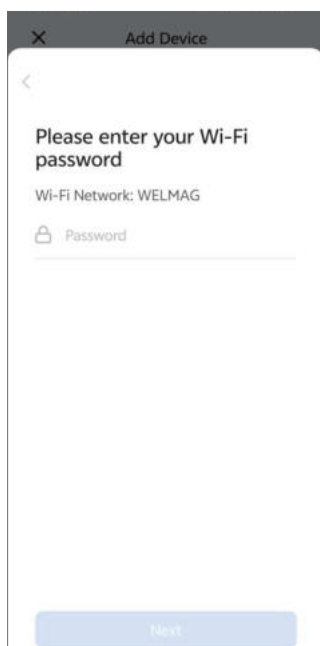 Add Device
Please enter your Wi-Fi
password
Wi-Fi Network: WELMAG
Password
Next